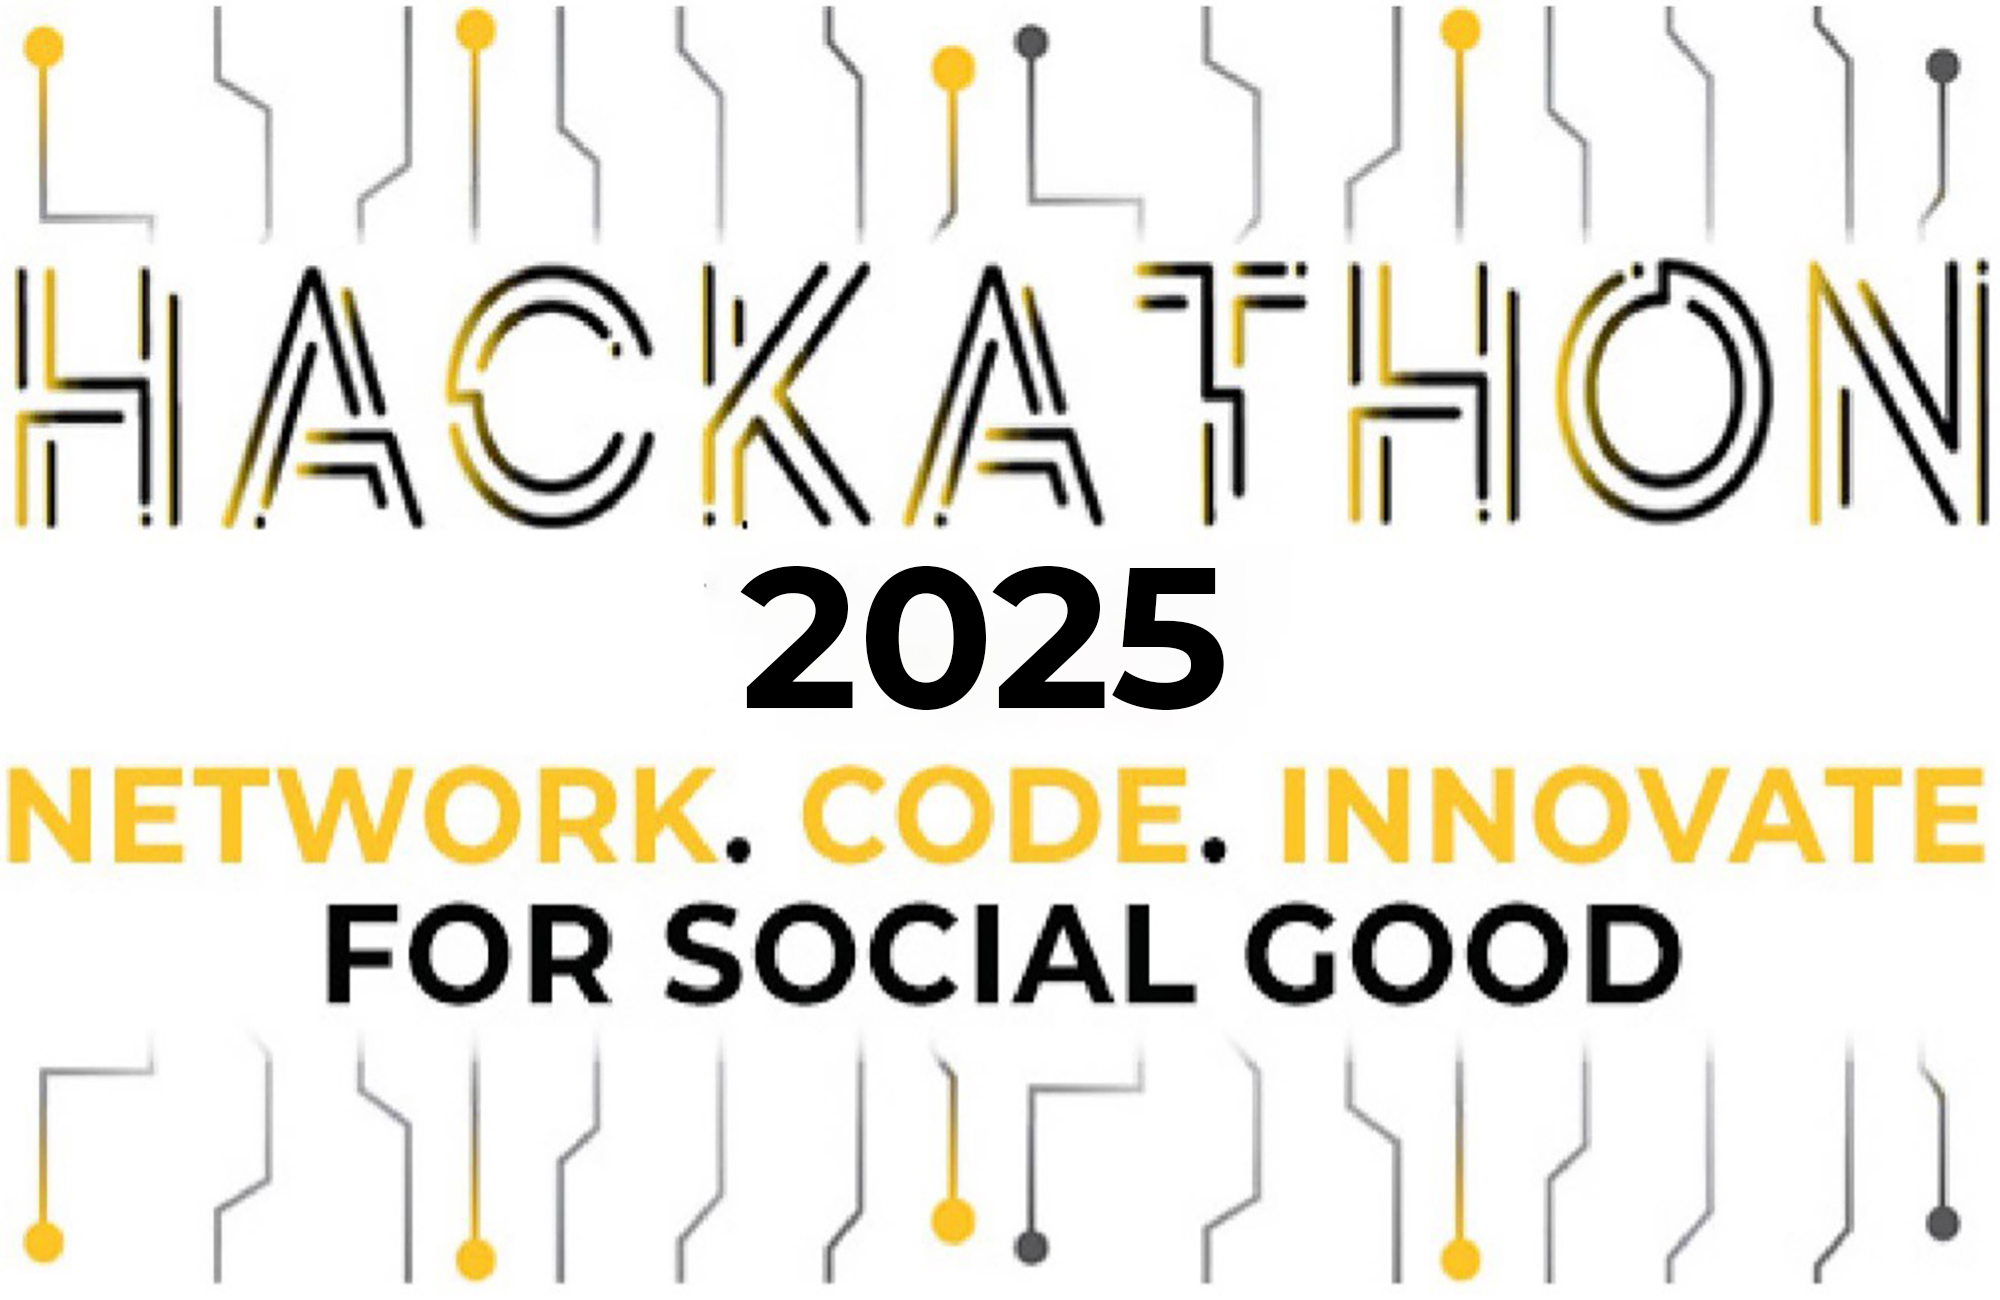 HACKATHON
2025
NETWORK. CODE. INNOVATE
FOR SOCIAL GOOD